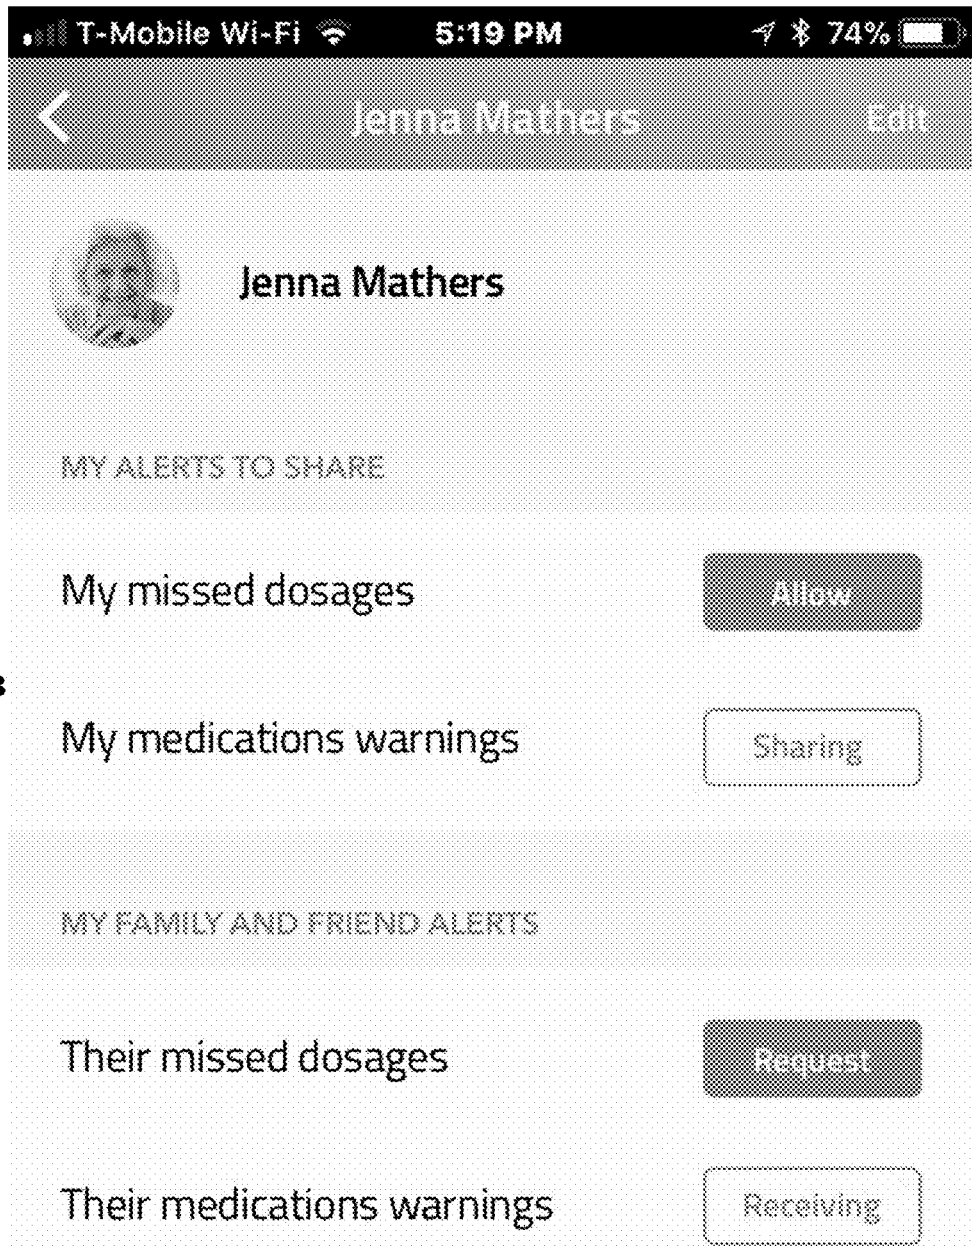 T-Mobile Wi-Fi 5:19 PM 74%
Jenna Mathers Edit
Jenna Mathers
MY ALERTS TO SHARE
My missed dosages Allow
My medications warnings Sharing
MY FAMILY AND FRIEND ALERTS
Their missed dosages Request
Their medications warnings Receiving